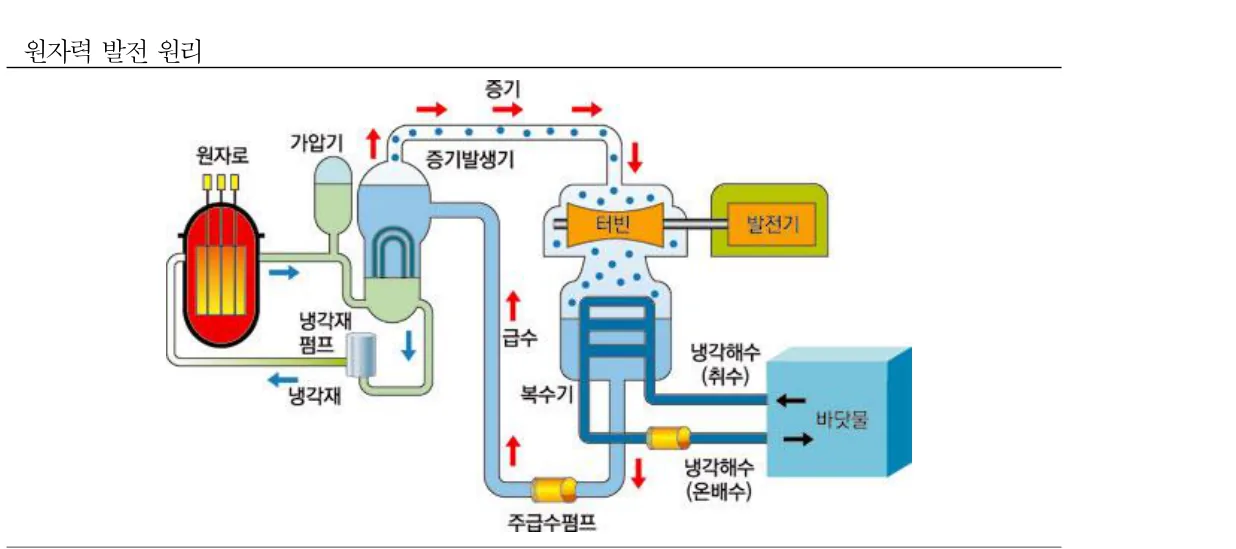 원자력 발전 원리
증기
가압기
원자로
증기발생기
터빈
발전기
냉각재
펌프
급수
냉각해수
(취수)
냉각재
복수기
바닷물
냉각해수
(온배수)
주급수펌프